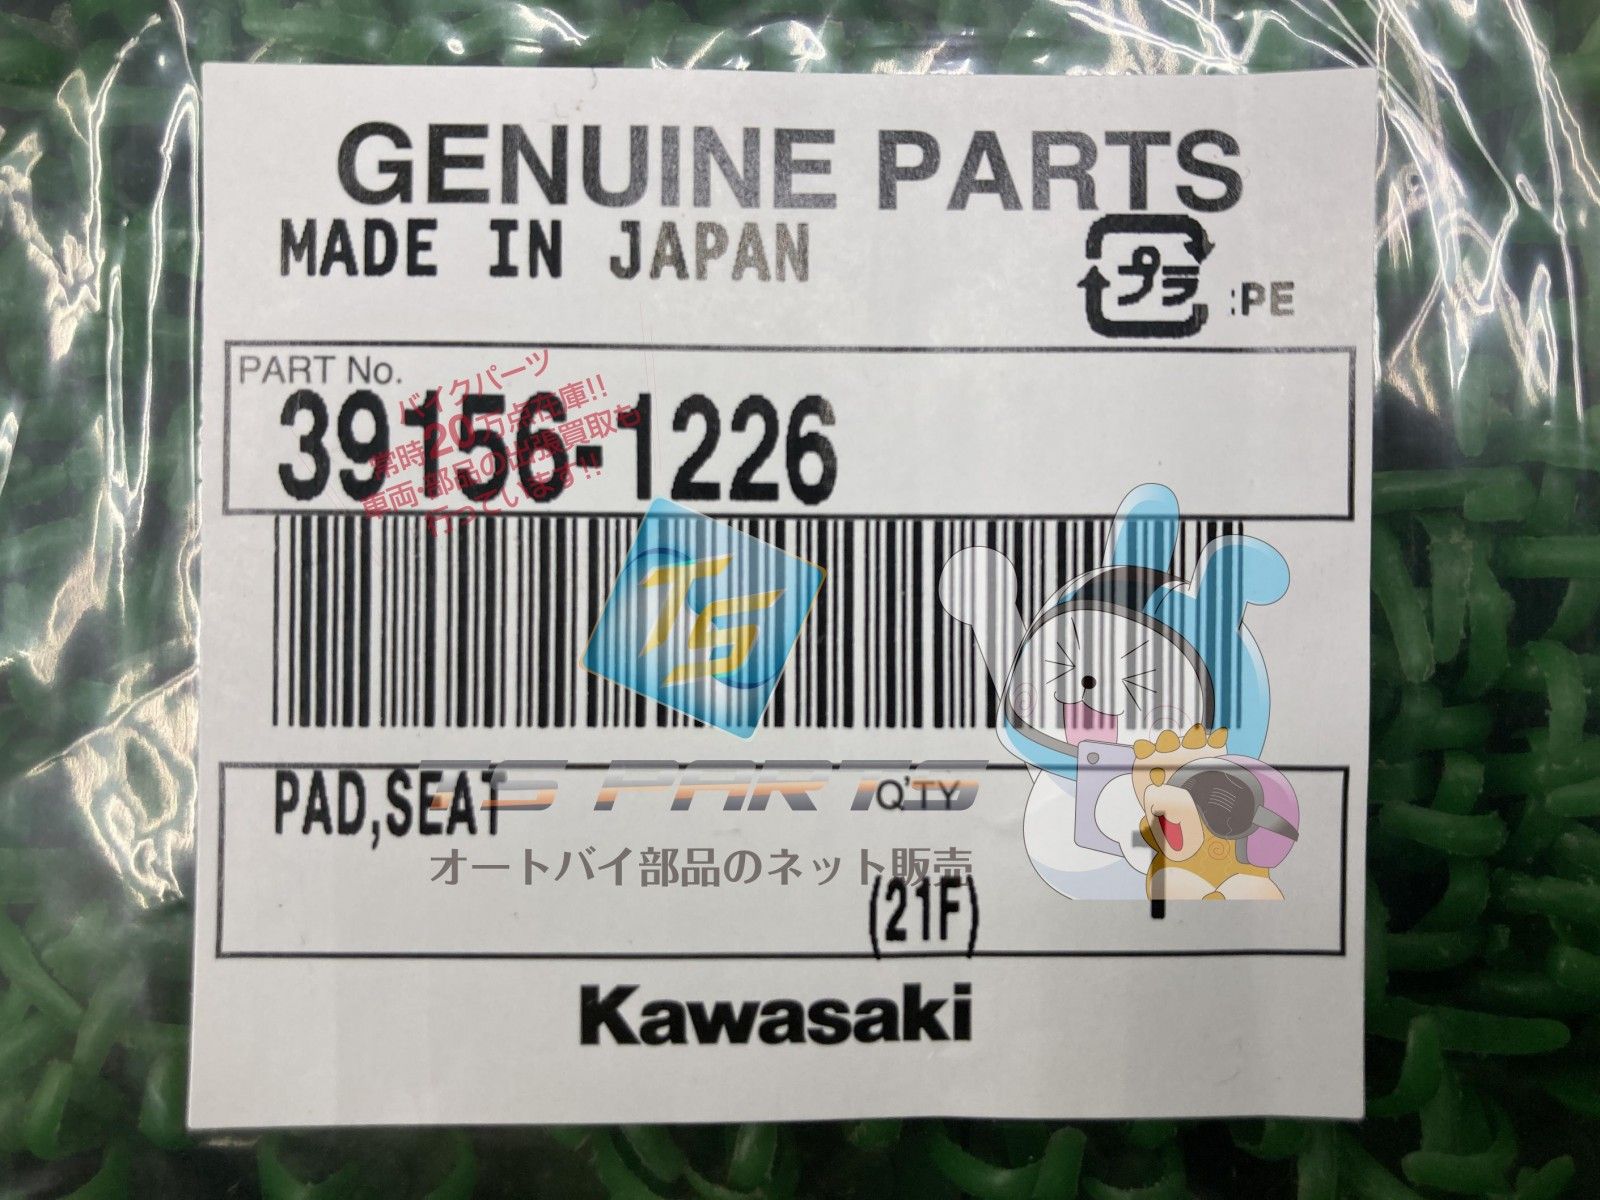 GENUINE PARTS
MADE IN JAPAN
プラ :PE
PART No.
39156-1226
バイクパーツ
常時20万点在庫!!
車両・部品の出張買取も
行っています!!
TS
PAD,SEAT
Q'TY
TS PARTS
1
オートバイ部品のネット販売
(21F)
Kawasaki